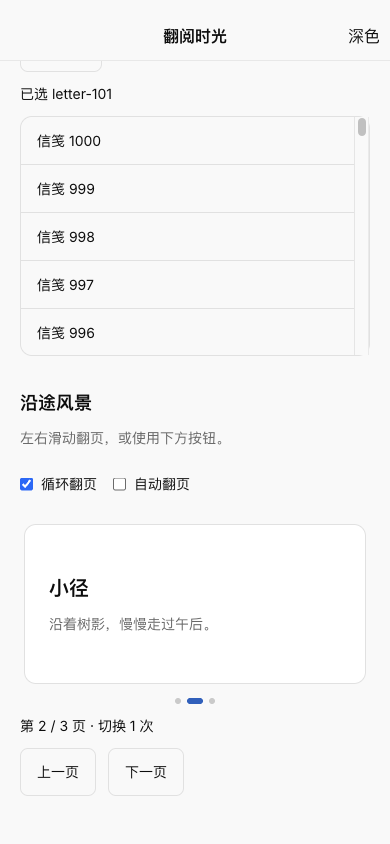 翻阅时光
深色
已选 letter-101
信笺 1000
信笺 999
信笺 998
信笺 997
信笺 996
沿途风景
左右滑动翻页，或使用下方按钮。
循环翻页 自动翻页
小径
沿着树影，慢慢走过午后。
第 2 / 3 页 · 切换 1 次
上一页 下一页